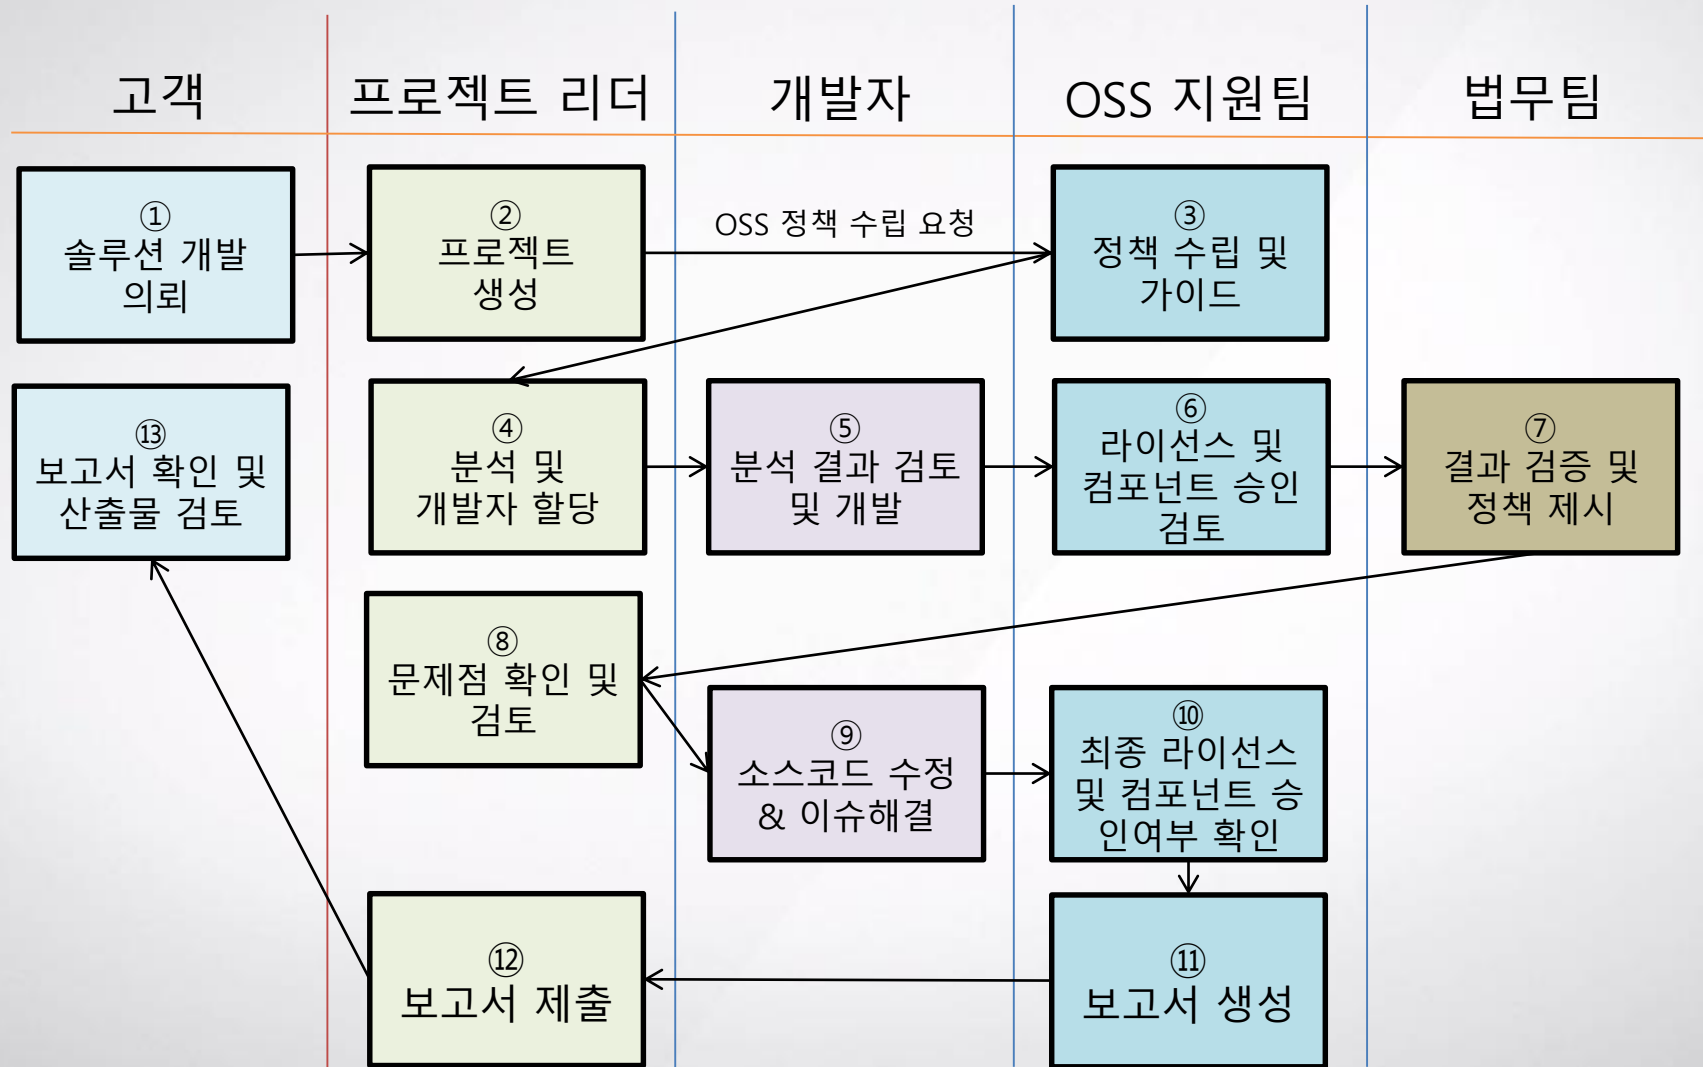 고객
프로젝트 리더
개발자
OSS 지원팀
법무팀
①
솔루션 개발
의뢰
②
프로젝트
생성
OSS 정책 수립 요청
③
정책 수립 및
가이드
⑬
보고서 확인 및
산출물 검토
④
분석 및
개발자 할당
⑤
분석 결과 검토
및 개발
⑥
라이선스 및
컴포넌트 승인
검토
⑦
결과 검증 및
정책 제시
⑧
문제점 확인 및
검토
⑨
소스코드 수정
& 이슈해결
⑩
최종 라이선스
및 컴포넌트 승
인여부 확인
⑫
보고서 제출
⑪
보고서 생성